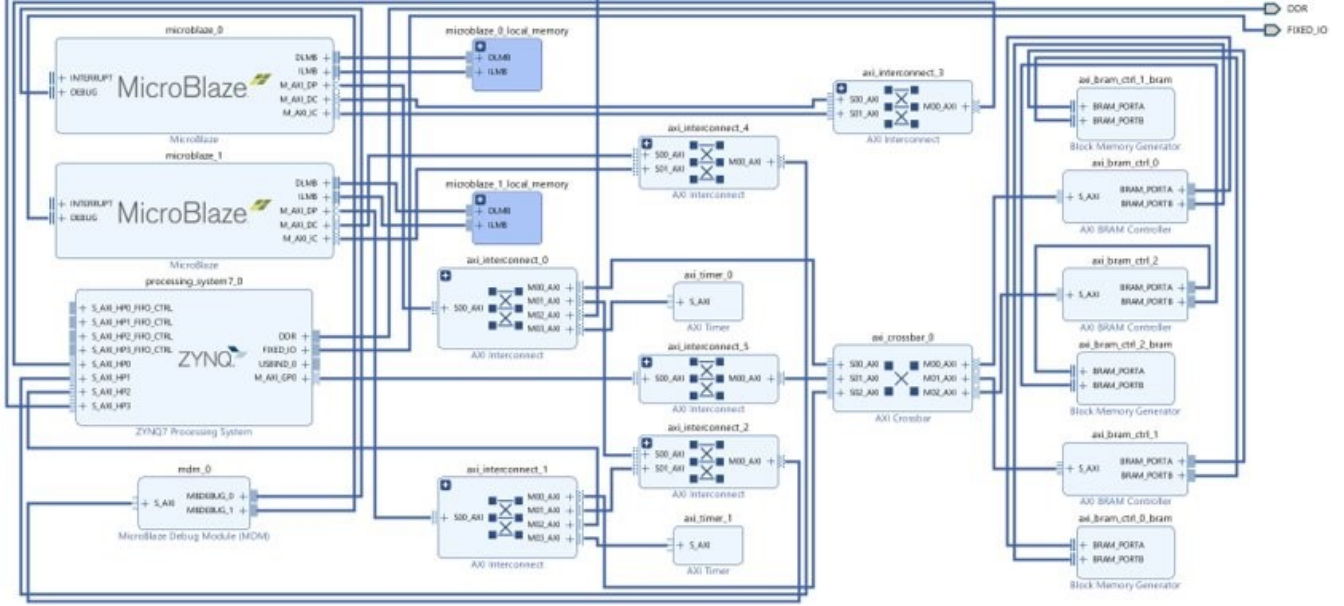 DDR
FIXED_IO
microblaze_0
INTERRUPT
DEBUG
MicroBlaze
DLMB
ILMB
M_AXI_DP
M_AXI_DC
M_AXI_IC
MicroBlaze
microblaze_0_local_memory
DLMB
ILMB
axi_interconnect_3
S00_AXI
S01_AXI
M00_AXI
AXI Interconnect
axi_bram_ctrl_1_bram
BRAM_PORTA
BRAM_PORTB
Block Memory Generator
axi_interconnect_4
S00_AXI
S01_AXI
M00_AXI
AXI Interconnect
microblaze_1
INTERRUPT
DEBUG
MicroBlaze
DLMB
ILMB
M_AXI_DP
M_AXI_DC
M_AXI_IC
MicroBlaze
microblaze_1_local_memory
DLMB
ILMB
axi_bram_ctrl_0
S_AXI
BRAM_PORTA
BRAM_PORTB
AXI BRAM Controller
processing_system7_0
S_AXI_HP0_FIFO_CTRL
S_AXI_HP1_FIFO_CTRL
S_AXI_HP2_FIFO_CTRL
S_AXI_HP3_FIFO_CTRL
S_AXI_HP0
S_AXI_HP1
S_AXI_HP2
S_AXI_HP3
ZYNQ
DDR
FIXED_IO
USBIND_0
M_AXI_GP0
ZYNQ7 Processing System
axi_interconnect_0
S00_AXI
M00_AXI
M01_AXI
M02_AXI
M03_AXI
AXI Interconnect
axi_timer_0
S_AXI
AXI Timer
axi_bram_ctrl_2
S_AXI
BRAM_PORTA
BRAM_PORTB
AXI BRAM Controller
axi_interconnect_5
S00_AXI
M00_AXI
AXI Interconnect
axi_crossbar_0
S00_AXI
S01_AXI
S02_AXI
M00_AXI
M01_AXI
M02_AXI
AXI Crossbar
axi_bram_ctrl_2_bram
BRAM_PORTA
BRAM_PORTB
Block Memory Generator
axi_interconnect_2
S00_AXI
S01_AXI
M00_AXI
AXI Interconnect
axi_bram_ctrl_1
S_AXI
BRAM_PORTA
BRAM_PORTB
AXI BRAM Controller
mdm_0
S_AXI
MBDEBUG_0
MBDEBUG_1
MicroBlaze Debug Module (MDM)
axi_interconnect_1
S00_AXI
M00_AXI
M01_AXI
M02_AXI
M03_AXI
AXI Interconnect
axi_timer_1
S_AXI
AXI Timer
axi_bram_ctrl_0_bram
BRAM_PORTA
BRAM_PORTB
Block Memory Generator